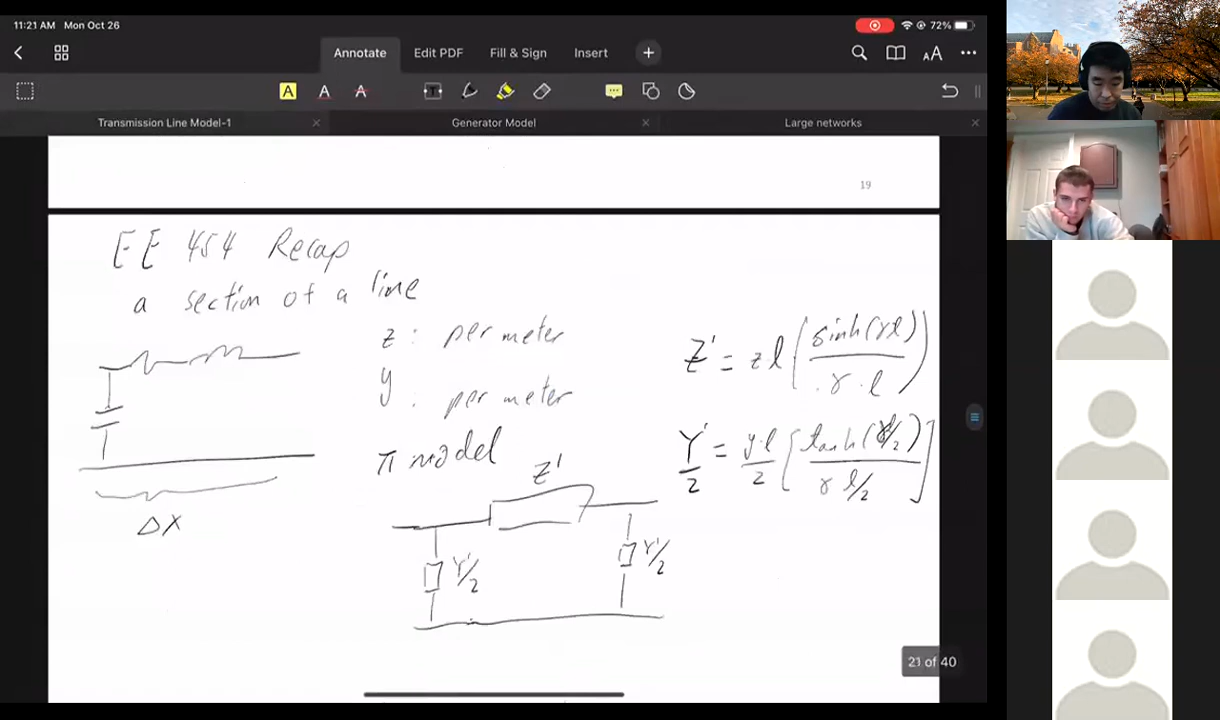 11:21 AM Mon Oct 26
72%
Annotate Edit PDF Fill & Sign Insert
AA
T A A A
Transmission Line Model-1 Generator Model Large networks
19
EE 454 Recap
a section of a line
z : per meter
y : per meter
Z' = zl (sinh(γl) / γ·l)
Y'/2 = y·l/2 [tanh(γl/2) / γ l/2]
π model
Z'
Y'/2 Y'/2
Δx
21 of 40